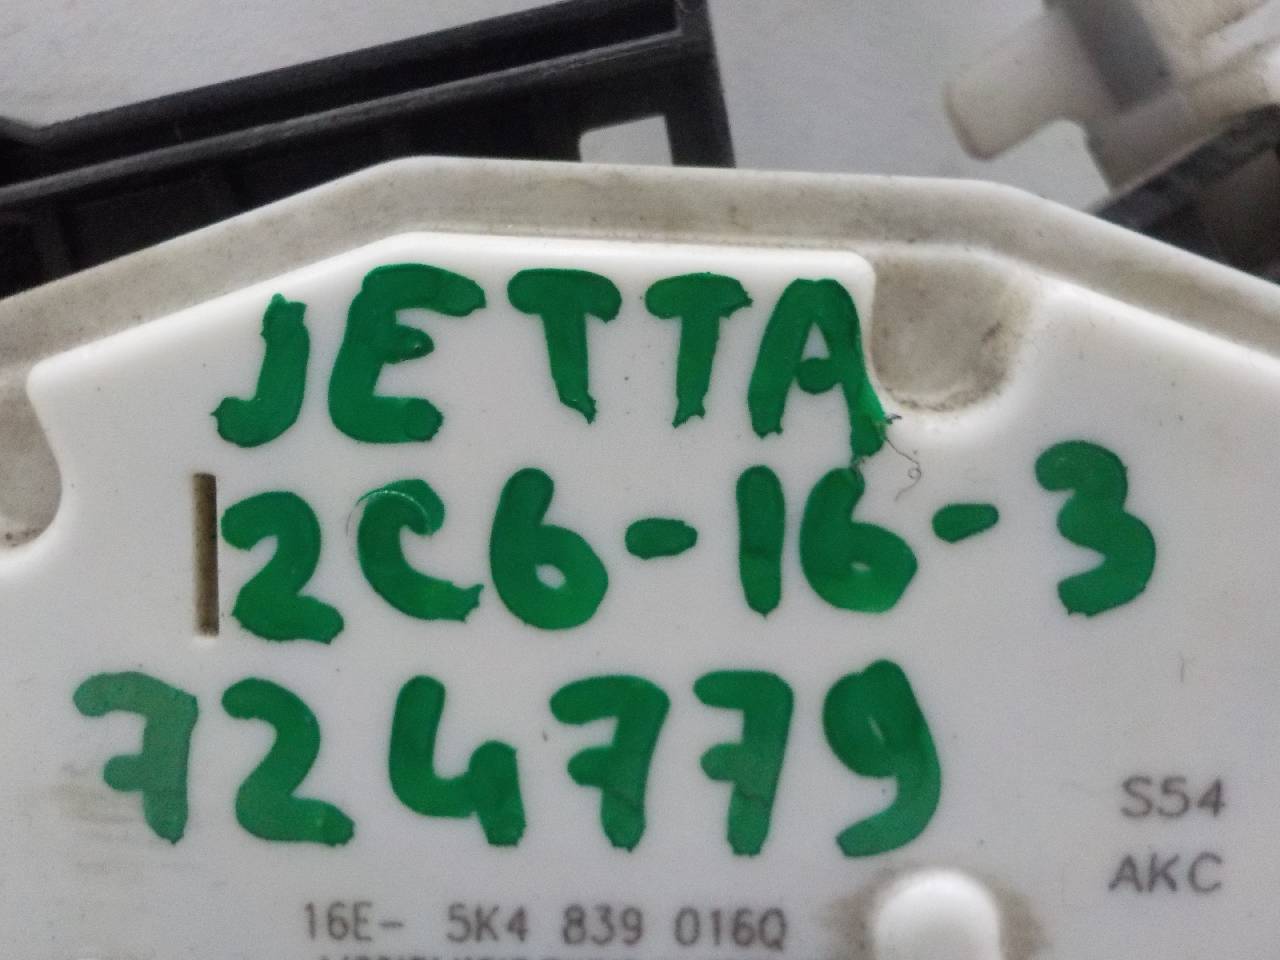 JETTA
2C6-16-3
724779
S54
AKC
16E- 5K4 839 016Q